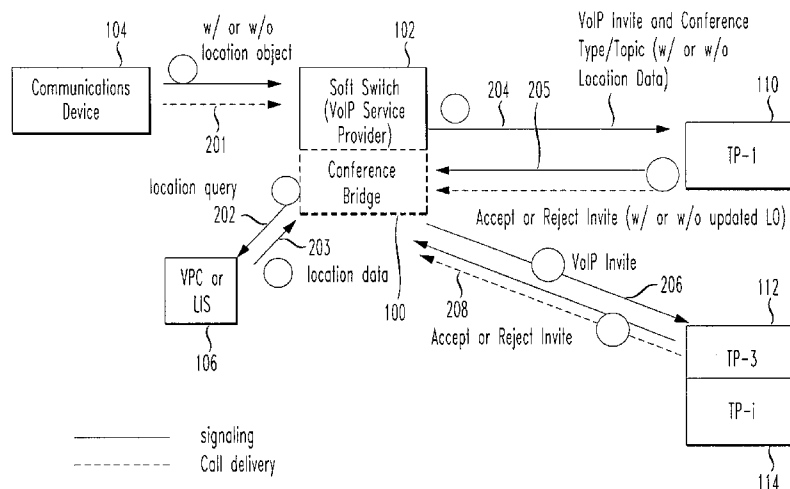 104
w/ or w/o
location object
102
VoIP Invite and Conference
Type/Topic (w/ or w/o
Location Data)
Communications
Device
201
Soft Switch
(VoIP Service
Provider)
204
205
110
TP-1
location query
202
Conference
Bridge
Accept or Reject Invite (w/ or w/o updated LO)
203
location data
VoIP Invite
VPC or
LIS
100
208
206
112
106
Accept or Reject Invite
TP-3
TP-i
signaling
Call delivery
114